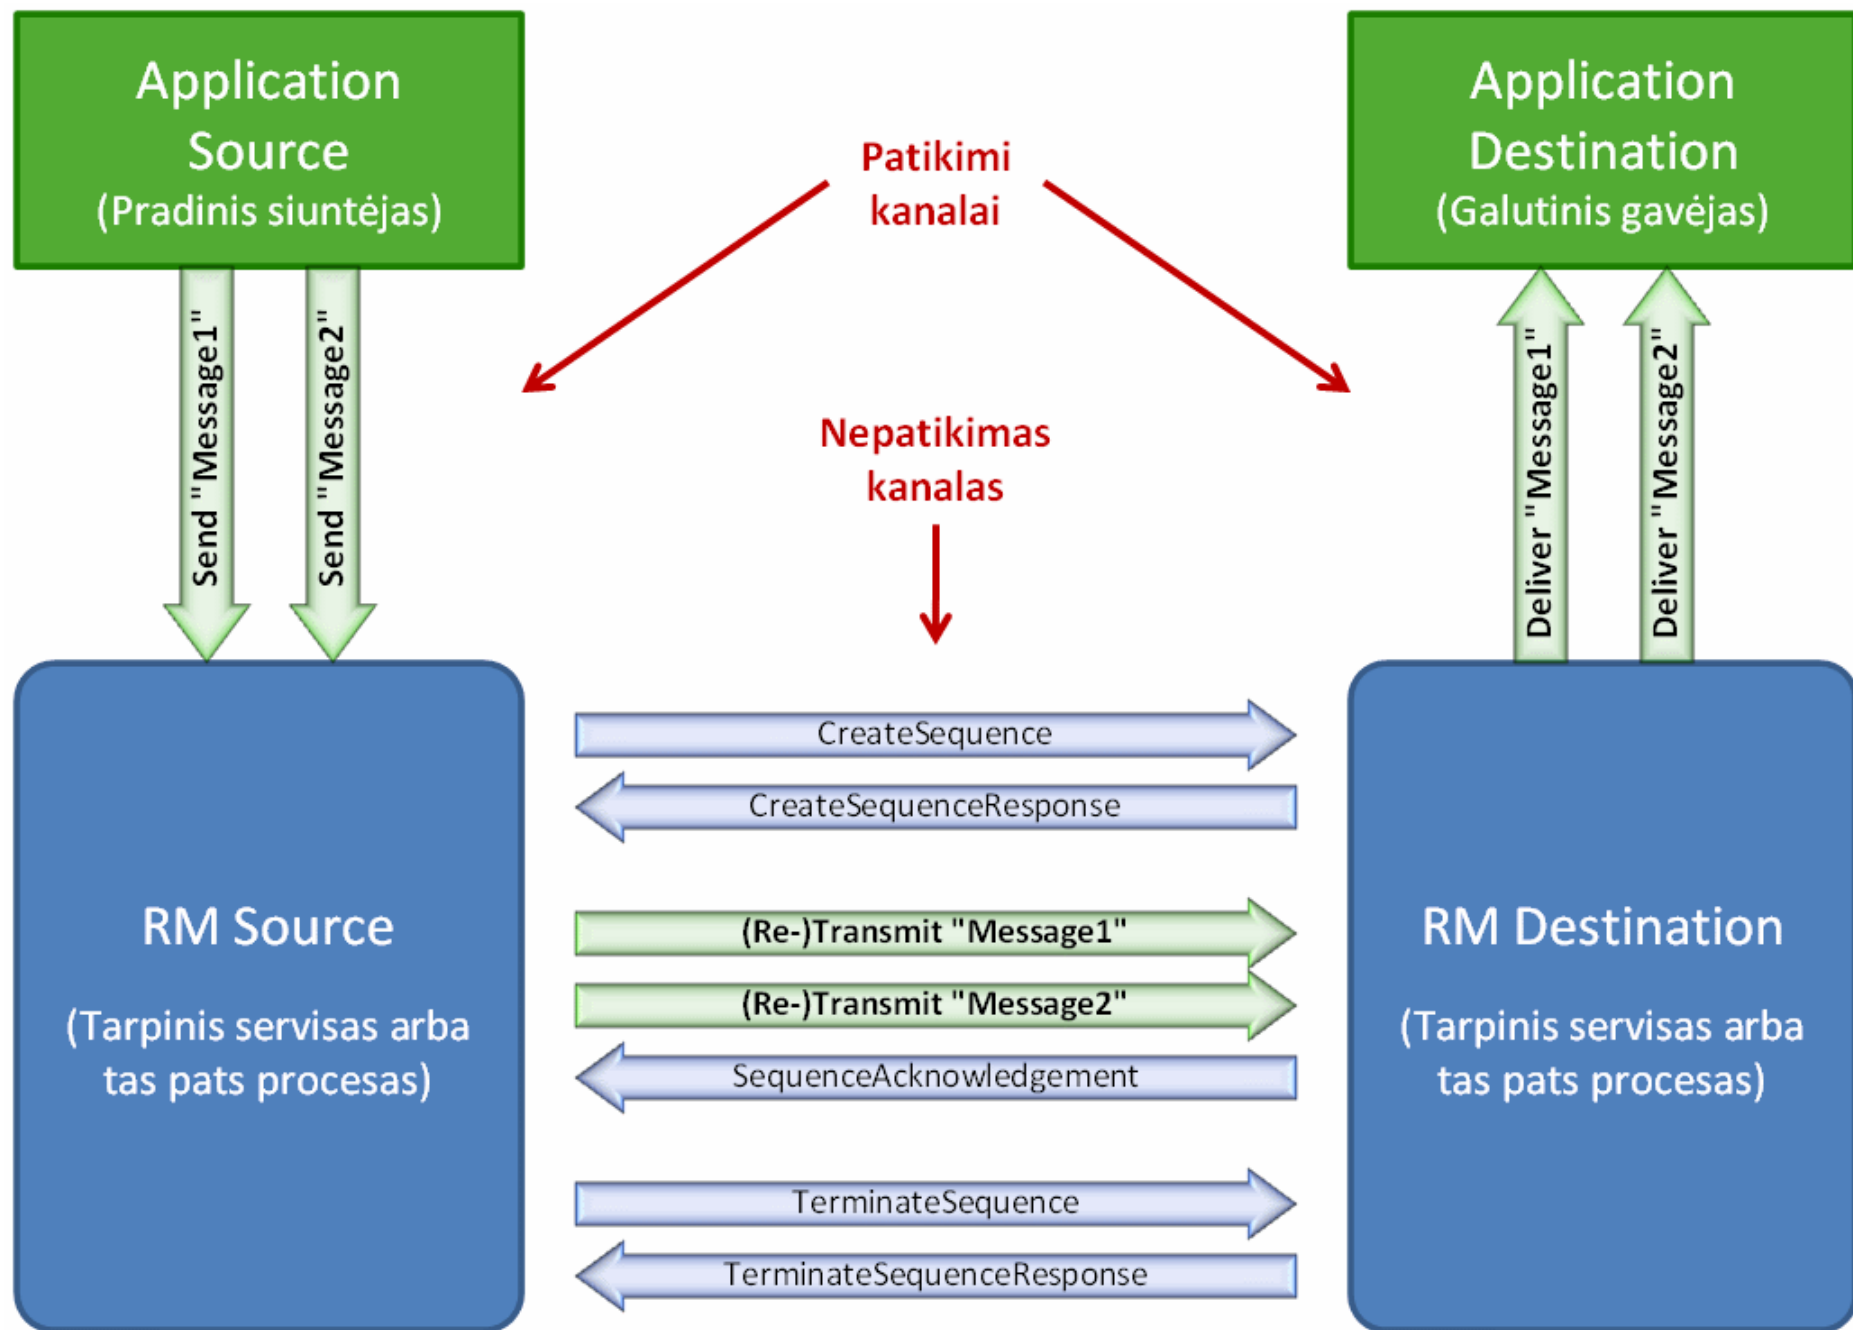 Application
Source
(Pradinis siuntėjas)
Patikimi
kanalai
Application
Destination
(Galutinis gavėjas)
Send "Message1"
Send "Message2"
Nepatikimas
kanalas
Deliver "Message1"
Deliver "Message2"
RM Source
(Tarpinis servisas arba
tas pats procesas)
CreateSequence
CreateSequenceResponse
(Re-)Transmit "Message1"
(Re-)Transmit "Message2"
SequenceAcknowledgement
TerminateSequence
TerminateSequenceResponse
RM Destination
(Tarpinis servisas arba
tas pats procesas)